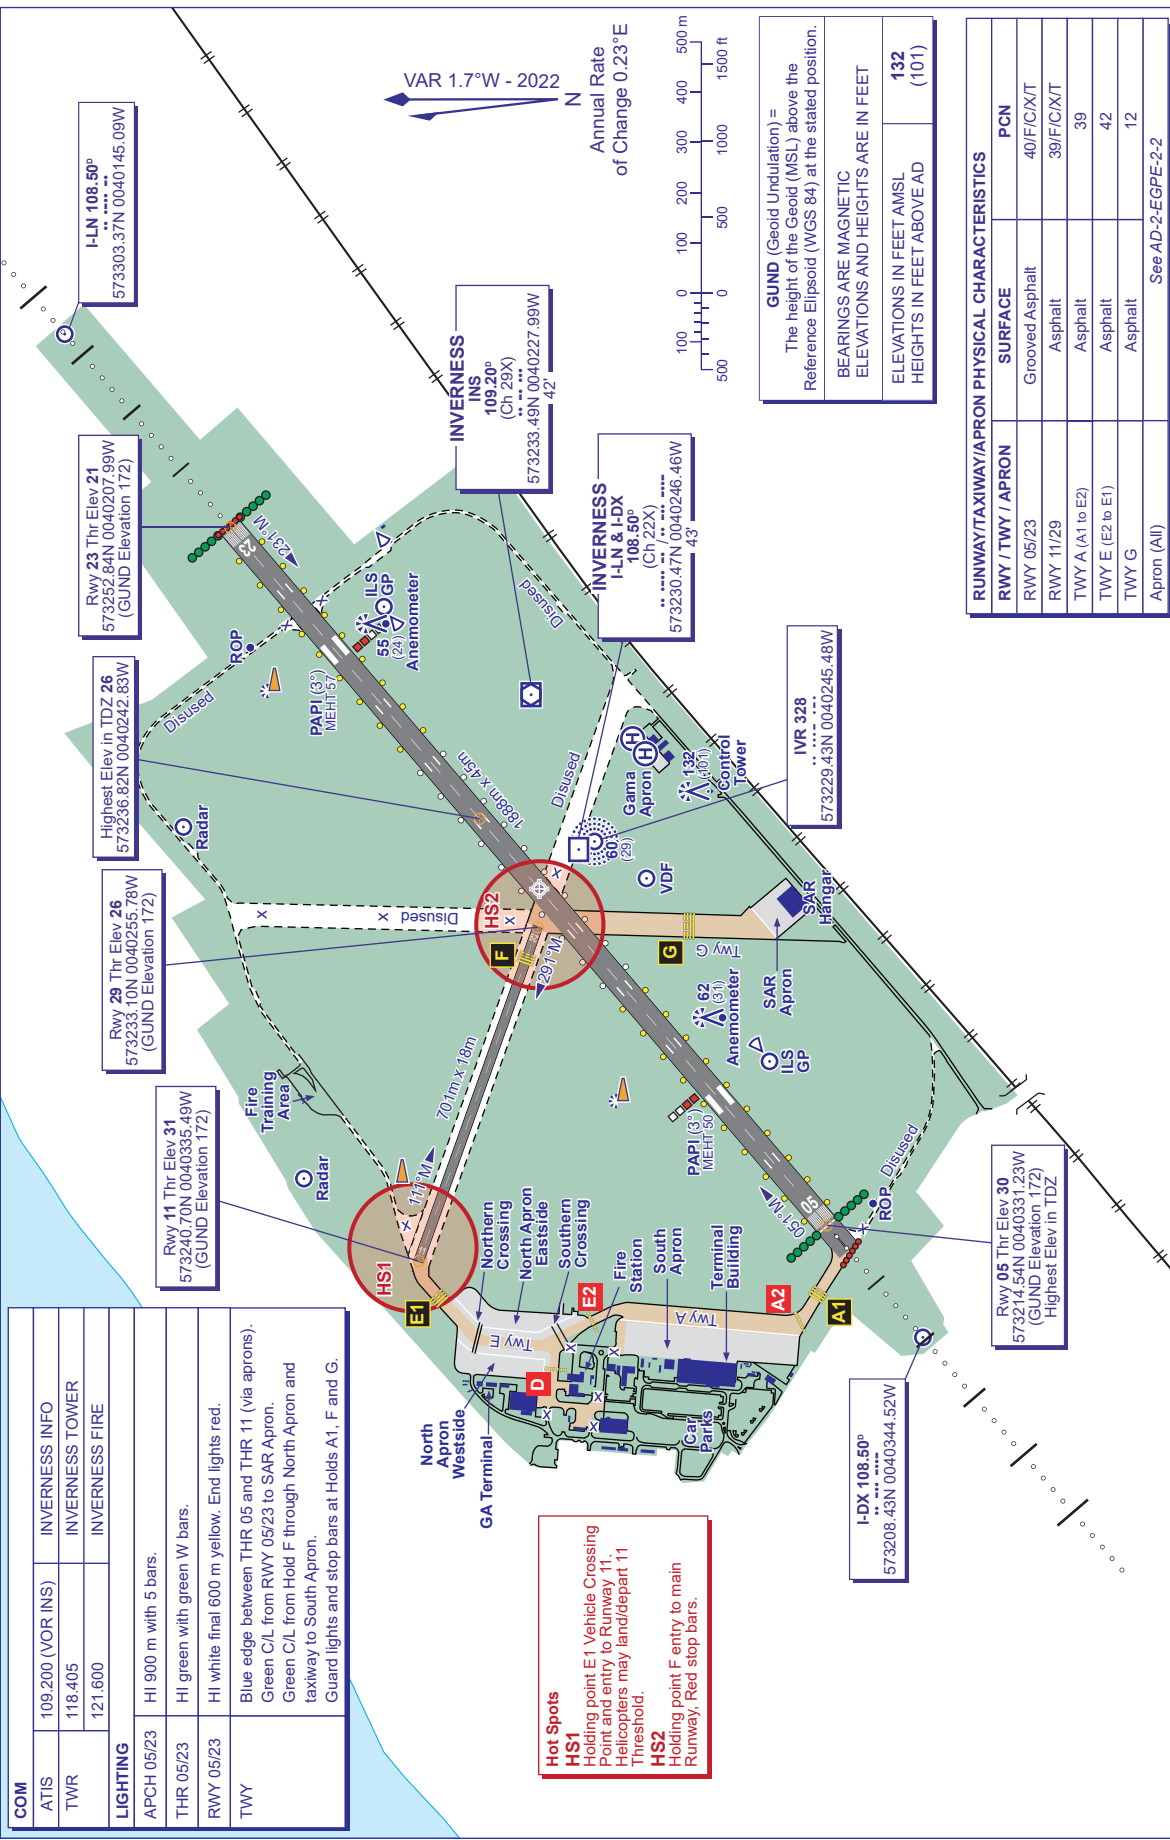 COM
ATIS 109.200 (VOR INS) INVERNESS INFO
TWR 118.405 INVERNESS TOWER
121.600 INVERNESS FIRE
LIGHTING
APCH 05/23 HI 900 m with 5 bars.
THR 05/23 HI green with green W bars.
RWY 05/23 HI white final 600 m yellow. End lights red.
TWY Blue edge between THR 05 and THR 11 (via aprons).
Green C/L from RWY 05/23 to SAR Apron.
Green C/L from Hold F through North Apron and
taxiway to South Apron.
Guard lights and stop bars at Holds A1, F and G.
Rwy 11 Thr Elev 31
573240.70N 0040335.49W
(GUND Elevation 172)
Rwy 29 Thr Elev 26
573233.10N 0040255.78W
(GUND Elevation 172)
Highest Elev in TDZ 26
573236.82N 0040242.83W
Rwy 23 Thr Elev 21
573252.84N 0040207.99W
(GUND Elevation 172)
I-LN 108.50ᴰ
573303.37N 0040145.09W
VAR 1.7°W - 2022
N
Annual Rate
of Change 0.23°E
100 0 100 200 300 400 500 m
500 0 500 1000 1500 ft
INVERNESS
INS
109.20ᴰ
(Ch 29X)
573233.49N 0040227.99W
42'
INVERNESS
I-LN & I-DX
108.50ᴰ
(Ch 22X)
573230.47N 0040246.46W
43'
IVR 328
573229.43N 0040245.48W
GUND (Geoid Undulation) =
The height of the Geoid (MSL) above the
Reference Elipsoid (WGS 84) at the stated position.
BEARINGS ARE MAGNETIC
ELEVATIONS AND HEIGHTS ARE IN FEET
ELEVATIONS IN FEET AMSL 132
HEIGHTS IN FEET ABOVE AD (101)
RUNWAY/TAXIWAY/APRON PHYSICAL CHARACTERISTICS
RWY / TWY / APRON SURFACE PCN
RWY 05/23 Grooved Asphalt 40/F/C/X/T
RWY 11/29 Asphalt 39/F/C/X/T
TWY A (A1 to E2) Asphalt 39
TWY E (E2 to E1) Asphalt 42
TWY G Asphalt 12
Apron (All) See AD-2-EGPE-2-2
Hot Spots
HS1
Holding point E1 Vehicle Crossing
Point and entry to Runway 11.
Helicopters may land/depart 11
Threshold.
HS2
Holding point F entry to main
Runway, Red stop bars.
I-DX 108.50ᴰ
573208.43N 0040344.52W
Rwy 05 Thr Elev 30
573214.54N 0040331.23W
(GUND Elevation 172)
Highest Elev in TDZ
Radar
Fire
Training
Area
Radar
Disused
ROP
23
231°M
PAPI (3°)
MEHT 57
ILS
GP
55
(24)
Anemometer
Disused
1888m x 45m
Disused
HS2
F
291°M
Disused
60
(29)
Gama
Apron
H
H
132
(101)
Control
Tower
VDF
G
Twy G
SAR
Hangar
SAR
Apron
62
(31)
Anemometer
ILS
GP
PAPI (3°)
MEHT 50
701m x 18m
111°M
HS1
E1
Northern
Crossing
North Apron
Eastside
Southern
Crossing
E2
Fire
Station
South
Apron
Terminal
Building
A2
A1
Twy E
Twy A
D
North
Apron
Westside
GA Terminal
Car
Parks
05
051°M
ROP
Disused